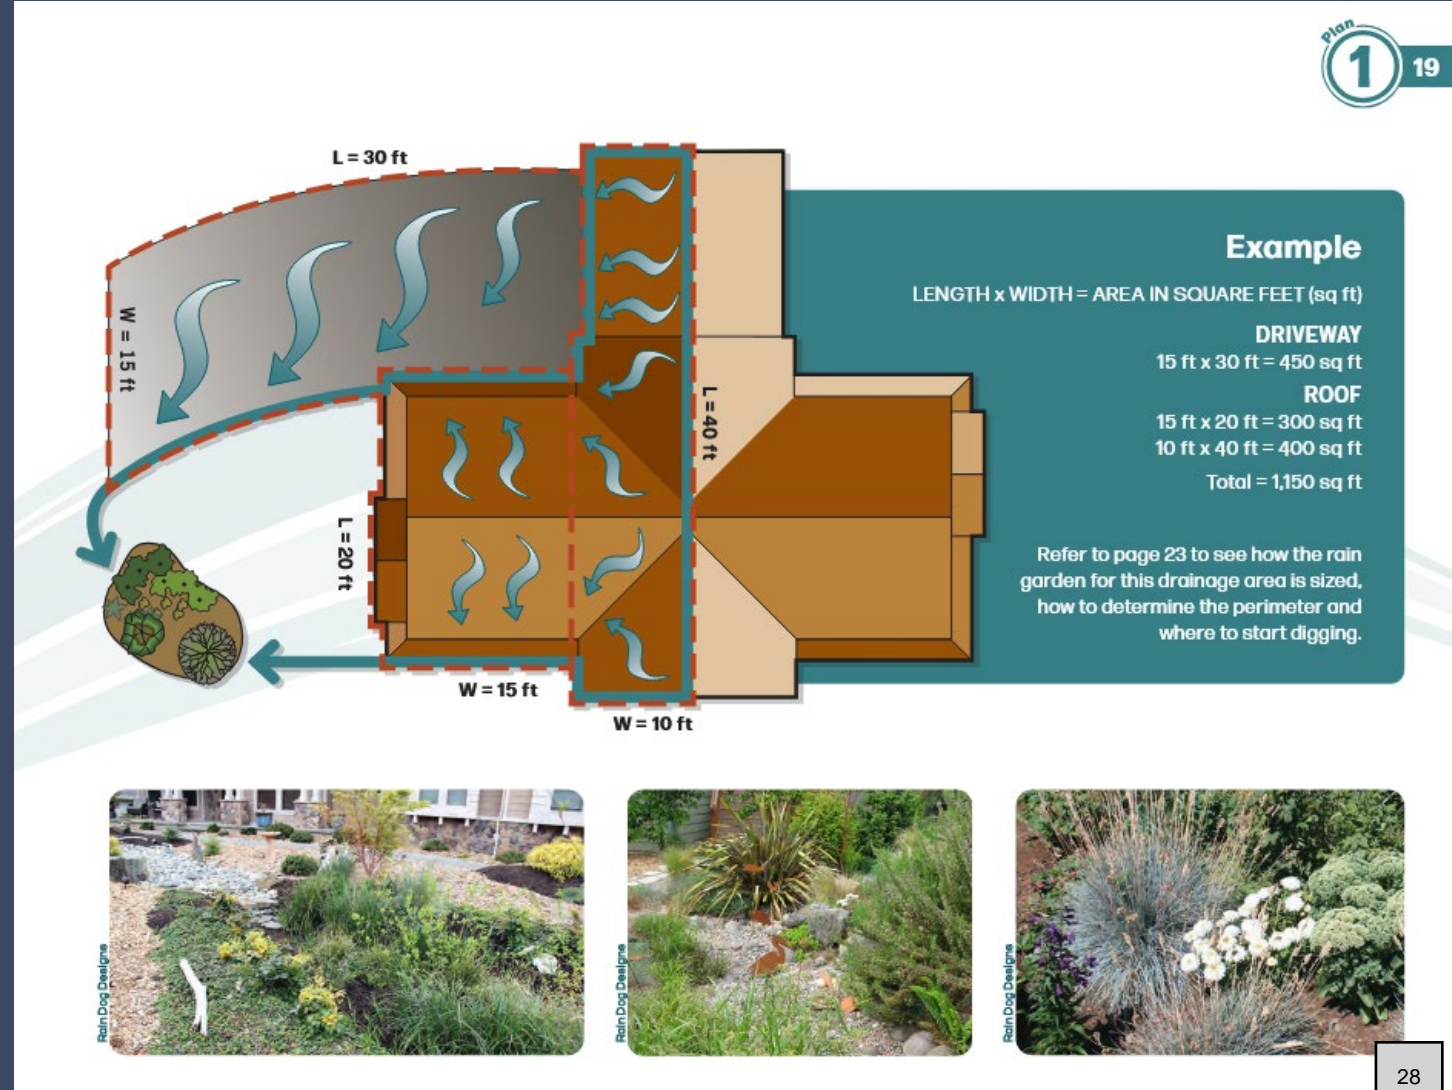 Plan
1
19
L = 30 ft
W = 15 ft
L = 40 ft
L = 20 ft
W = 15 ft
W = 10 ft
Example
LENGTH x WIDTH = AREA IN SQUARE FEET (sq ft)
DRIVEWAY
15 ft x 30 ft = 450 sq ft
ROOF
15 ft x 20 ft = 300 sq ft
10 ft x 40 ft = 400 sq ft
Total = 1,150 sq ft
Refer to page 23 to see how the rain
garden for this drainage area is sized,
how to determine the perimeter and
where to start digging.
Rain Dog Designs
Rain Dog Designs
Rain Dog Designs
28